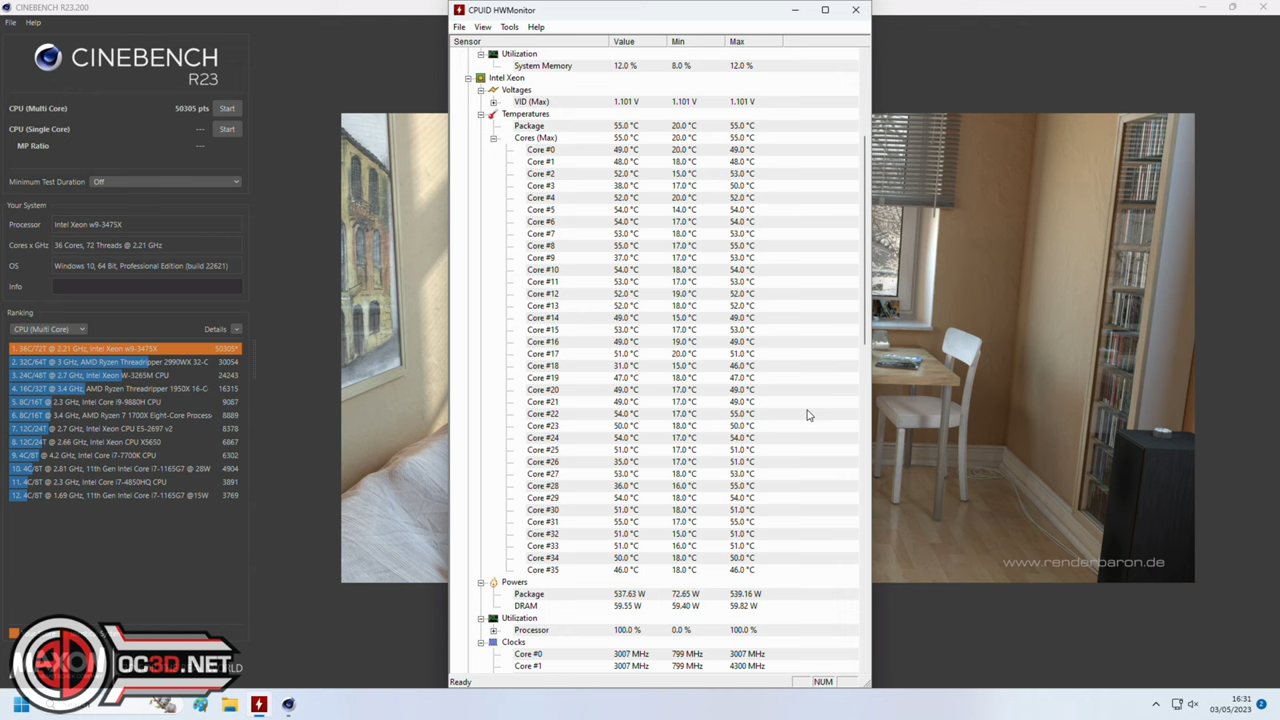 CINEBENCH R23.200
File Help
CINEBENCH
R23
CPU (Multi Core) 50305 pts Start
CPU (Single Core) --- Start
MP Ratio ---
Minimum Test Duration Off
Your System
Processor Intel Xeon w9-3475X
Cores x GHz 36 Cores, 72 Threads @ 2.21 GHz
OS Windows 10, 64 Bit, Professional Edition (build 22621)
Info
Ranking
CPU (Multi Core) Details
1. 36C/72T @ 2.21 GHz, Intel Xeon w9-3475X 50305*
2. 32C/64T @ 3 GHz, AMD Ryzen Threadripper 2990WX 32-C 30054
3. 24C/48T @ 2.7 GHz, Intel Xeon W-3265M CPU 24243
4. 16C/32T @ 3.4 GHz, AMD Ryzen Threadripper 1950X 16-C 16315
5. 8C/16T @ 2.3 GHz, Intel Core i9-9880H CPU 9087
6. 8C/16T @ 3.4 GHz, AMD Ryzen 7 1700X Eight-Core Proces 8889
7. 12C/24T @ 2.7 GHz, Intel Xeon CPU E5-2697 v2 8378
8. 12C/24T @ 2.66 GHz, Intel Xeon CPU X5650 6867
9. 4C/8T @ 4.2 GHz, Intel Core i7-7700K CPU 6302
10. 4C/8T @ 2.81 GHz, 11th Gen Intel Core i7-1165G7 @ 28W 4904
11. 4C/8T @ 2.3 GHz, Intel Core i7-4850HQ CPU 3891
12. 4C/8T @ 1.69 GHz, 11th Gen Intel Core i7-1165G7 @15W 3769
OC3D.NET
CPUID HWMonitor
File View Tools Help
Sensor Value Min Max
Utilization
System Memory 12.0 % 8.0 % 12.0 %
Intel Xeon
Voltages
VID (Max) 1.101 V 1.101 V 1.101 V
Temperatures
Package 55.0 °C 20.0 °C 55.0 °C
Cores (Max) 55.0 °C 20.0 °C 55.0 °C
Core #0 49.0 °C 20.0 °C 49.0 °C
Core #1 48.0 °C 18.0 °C 48.0 °C
Core #2 52.0 °C 15.0 °C 53.0 °C
Core #3 38.0 °C 17.0 °C 50.0 °C
Core #4 52.0 °C 20.0 °C 52.0 °C
Core #5 54.0 °C 14.0 °C 54.0 °C
Core #6 54.0 °C 17.0 °C 54.0 °C
Core #7 53.0 °C 18.0 °C 53.0 °C
Core #8 55.0 °C 17.0 °C 55.0 °C
Core #9 37.0 °C 17.0 °C 53.0 °C
Core #10 54.0 °C 18.0 °C 54.0 °C
Core #11 53.0 °C 18.0 °C 53.0 °C
Core #12 52.0 °C 19.0 °C 52.0 °C
Core #13 52.0 °C 18.0 °C 52.0 °C
Core #14 49.0 °C 17.0 °C 49.0 °C
Core #15 53.0 °C 17.0 °C 53.0 °C
Core #16 49.0 °C 19.0 °C 49.0 °C
Core #17 51.0 °C 20.0 °C 51.0 °C
Core #18 31.0 °C 15.0 °C 46.0 °C
Core #19 47.0 °C 18.0 °C 47.0 °C
Core #20 49.0 °C 17.0 °C 49.0 °C
Core #21 49.0 °C 17.0 °C 49.0 °C
Core #22 54.0 °C 17.0 °C 55.0 °C
Core #23 50.0 °C 18.0 °C 50.0 °C
Core #24 54.0 °C 17.0 °C 54.0 °C
Core #25 51.0 °C 17.0 °C 51.0 °C
Core #26 35.0 °C 17.0 °C 51.0 °C
Core #27 53.0 °C 17.0 °C 53.0 °C
Core #28 36.0 °C 16.0 °C 55.0 °C
Core #29 54.0 °C 18.0 °C 54.0 °C
Core #30 51.0 °C 18.0 °C 51.0 °C
Core #31 55.0 °C 17.0 °C 55.0 °C
Core #32 51.0 °C 15.0 °C 51.0 °C
Core #33 51.0 °C 16.0 °C 51.0 °C
Core #34 50.0 °C 18.0 °C 50.0 °C
Core #35 46.0 °C 18.0 °C 46.0 °C
Powers
Package 537.63 W 72.65 W 539.16 W
DRAM 59.55 W 59.40 W 59.82 W
Utilization
Processor 100.0 % 0.0 % 100.0 %
Clocks
Core #0 3007 MHz 799 MHz 3007 MHz
Core #1 3007 MHz 799 MHz 4300 MHz
Ready NUM
www.renderbaron.de
16:31
03/05/2023
2